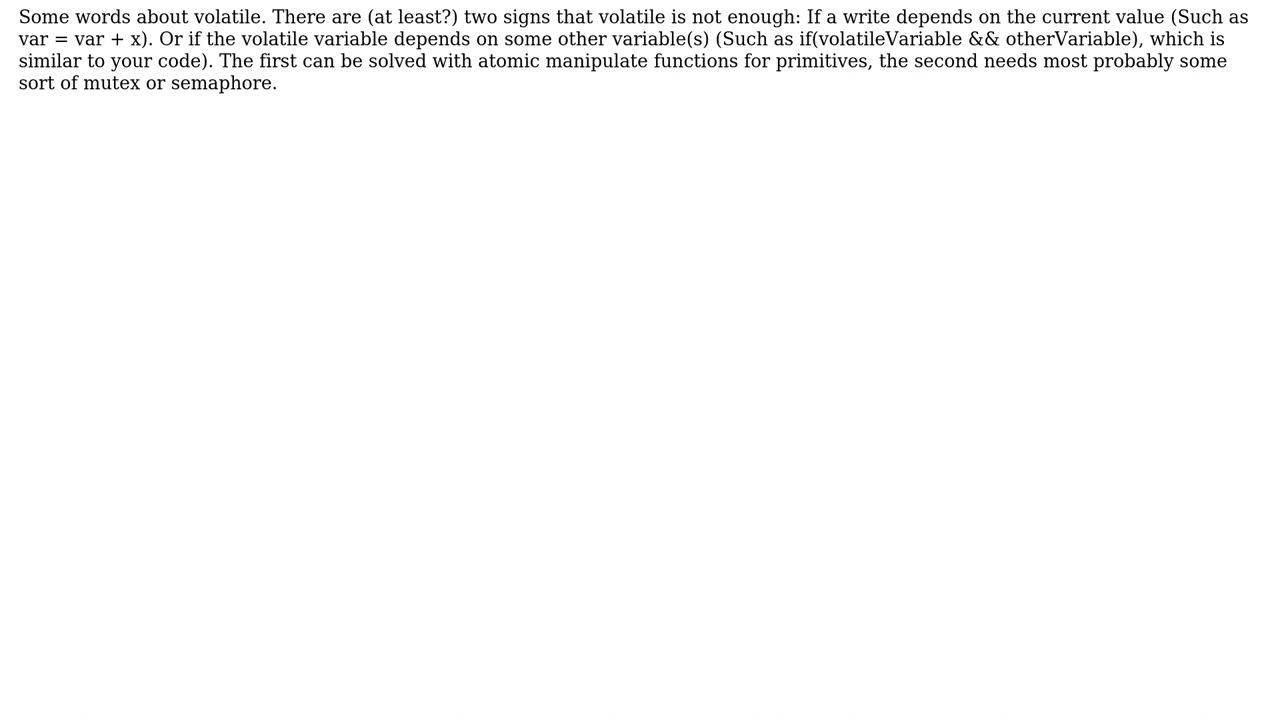 Some words about volatile. There are (at least?) two signs that volatile is not enough: If a write depends on the current value (Such as
var = var + x). Or if the volatile variable depends on some other variable(s) (Such as if(volatileVariable && otherVariable), which is
similar to your code). The first can be solved with atomic manipulate functions for primitives, the second needs most probably some
sort of mutex or semaphore.